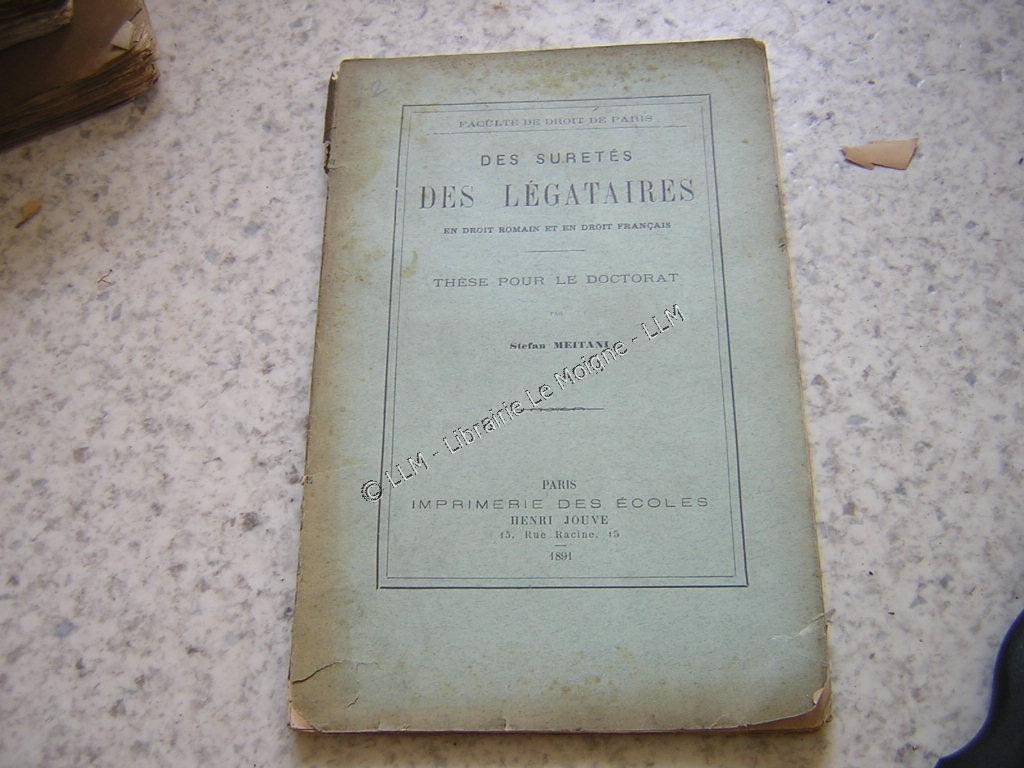 FACULTÉ DE DROIT DE PARIS
DES SURETÉS
DES LÉGATAIRES
EN DROIT ROMAIN ET EN DROIT FRANÇAIS
THÈSE POUR LE DOCTORAT
PAR
Stefan MEITANI
© LLM - Librairie Le Moigne - LLM
PARIS
IMPRIMERIE DES ÉCOLES
HENRI JOUVE
15, Rue Racine, 15
1891